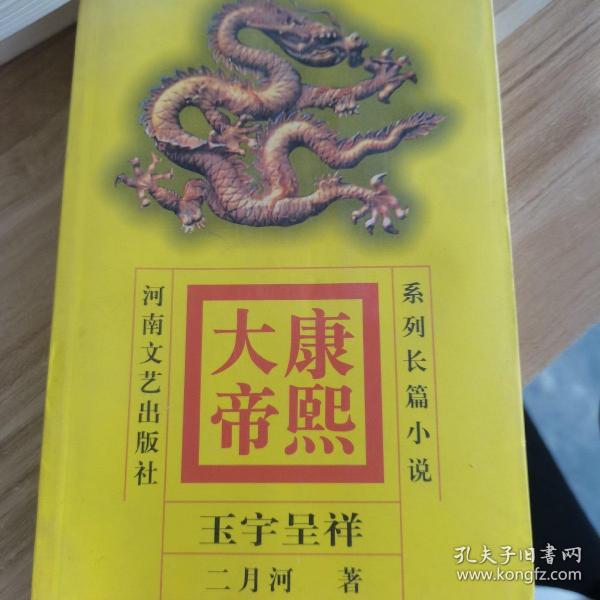 系列长篇小说
康熙
大帝
河南文艺出版社
玉宇呈祥
二月河 著
孔夫子旧书网
www.kongfz.com